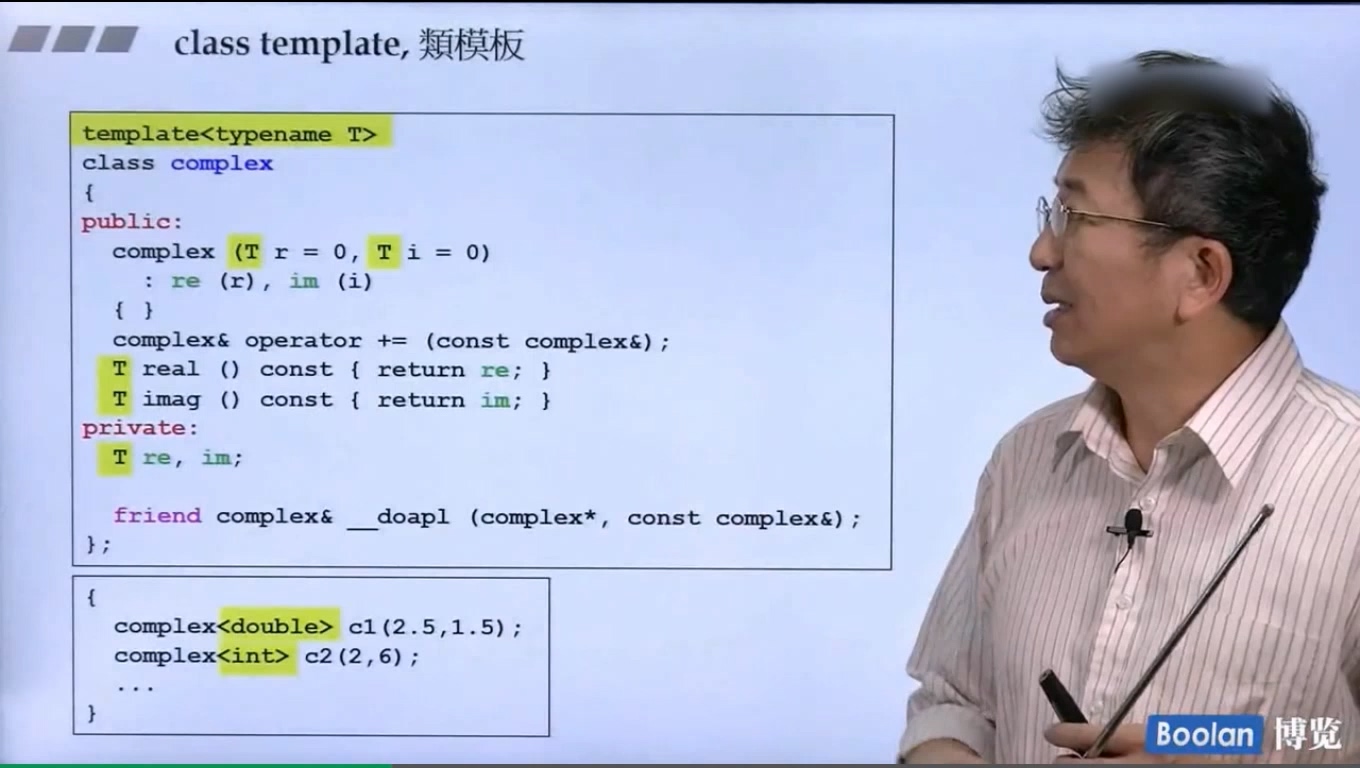 class template, 類模板
template<typename T>
class complex
{
public:
  complex (T r = 0, T i = 0)
    : re (r), im (i)
  { }
  complex& operator += (const complex&);
  T real () const { return re; }
  T imag () const { return im; }
private:
  T re, im;
  friend complex& __doapl (complex*, const complex&);
};
{
  complex<double> c1(2.5,1.5);
  complex<int> c2(2,6);
  ...
}
Boolan 博览